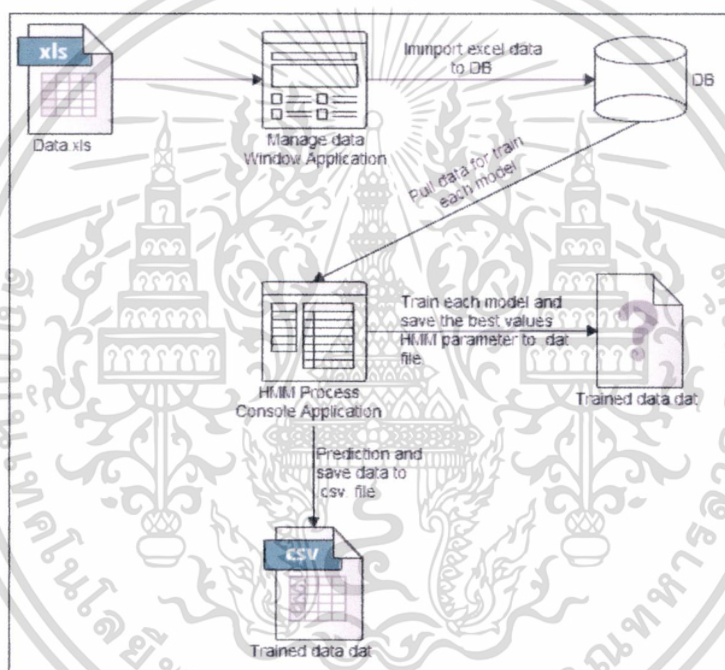 xls
Data xls
Manage data
Window Application
Imnport excel data
to DB
DB
Pull data for train
each model
HMM Process
Console Application
Train each model and
save the best values
HMM parameter to dat
file
?
Trained data dat
Prediction and
save data to
csv file
csv
Trained data dat